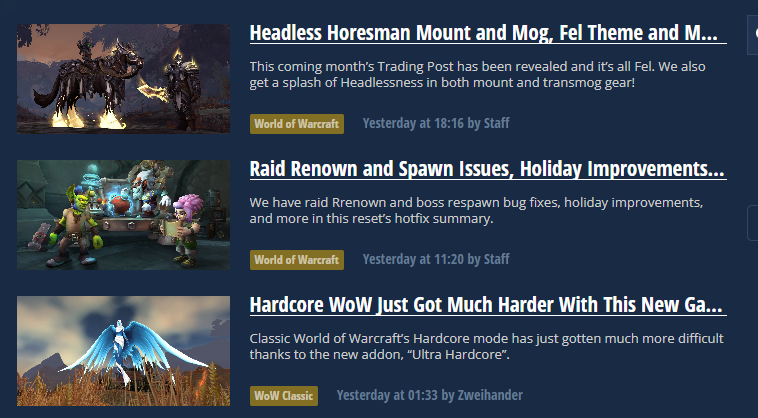 Headless Horesman Mount and Mog, Fel Theme and M...
This coming month's Trading Post has been revealed and it's all Fel. We also
get a splash of Headlessness in both mount and transmog gear!
World of Warcraft Yesterday at 18:16 by Staff
Raid Renown and Spawn Issues, Holiday Improvements...
We have raid Rrenown and boss respawn bug fixes, holiday improvements,
and more in this reset's hotfix summary.
World of Warcraft Yesterday at 11:20 by Staff
Hardcore WoW Just Got Much Harder With This New Ga...
Classic World of Warcraft's Hardcore mode has just gotten much more difficult
thanks to the new addon, “Ultra Hardcore”.
WoW Classic Yesterday at 01:33 by Zweihander